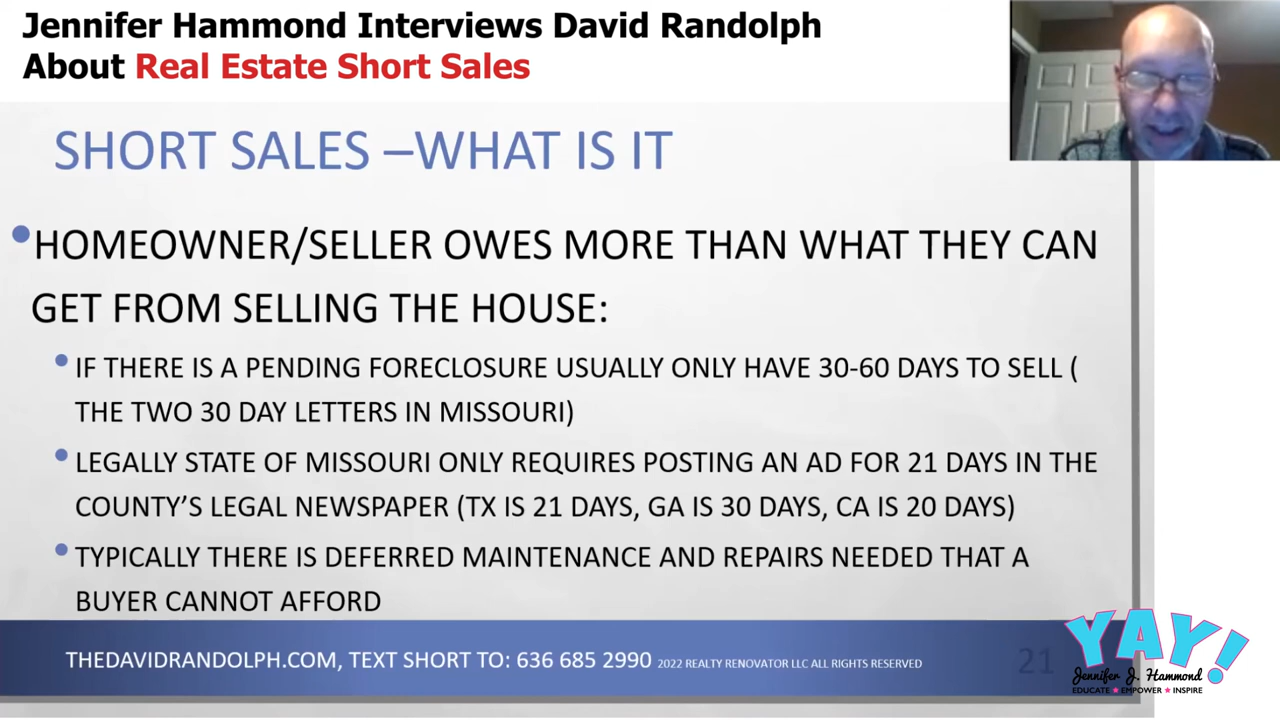 Jennifer Hammond Interviews David Randolph
About Real Estate Short Sales
SHORT SALES –WHAT IS IT
•HOMEOWNER/SELLER OWES MORE THAN WHAT THEY CAN
GET FROM SELLING THE HOUSE:
•IF THERE IS A PENDING FORECLOSURE USUALLY ONLY HAVE 30-60 DAYS TO SELL (
THE TWO 30 DAY LETTERS IN MISSOURI)
•LEGALLY STATE OF MISSOURI ONLY REQUIRES POSTING AN AD FOR 21 DAYS IN THE
COUNTY’S LEGAL NEWSPAPER (TX IS 21 DAYS, GA IS 30 DAYS, CA IS 20 DAYS)
•TYPICALLY THERE IS DEFERRED MAINTENANCE AND REPAIRS NEEDED THAT A
BUYER CANNOT AFFORD
THEDAVIDRANDOLPH.COM, TEXT SHORT TO: 636 685 2990 2022 REALTY RENOVATOR LLC ALL RIGHTS RESERVED
21
YAY!
Jennifer J. Hammond
EDUCATE ★ EMPOWER ★ INSPIRE